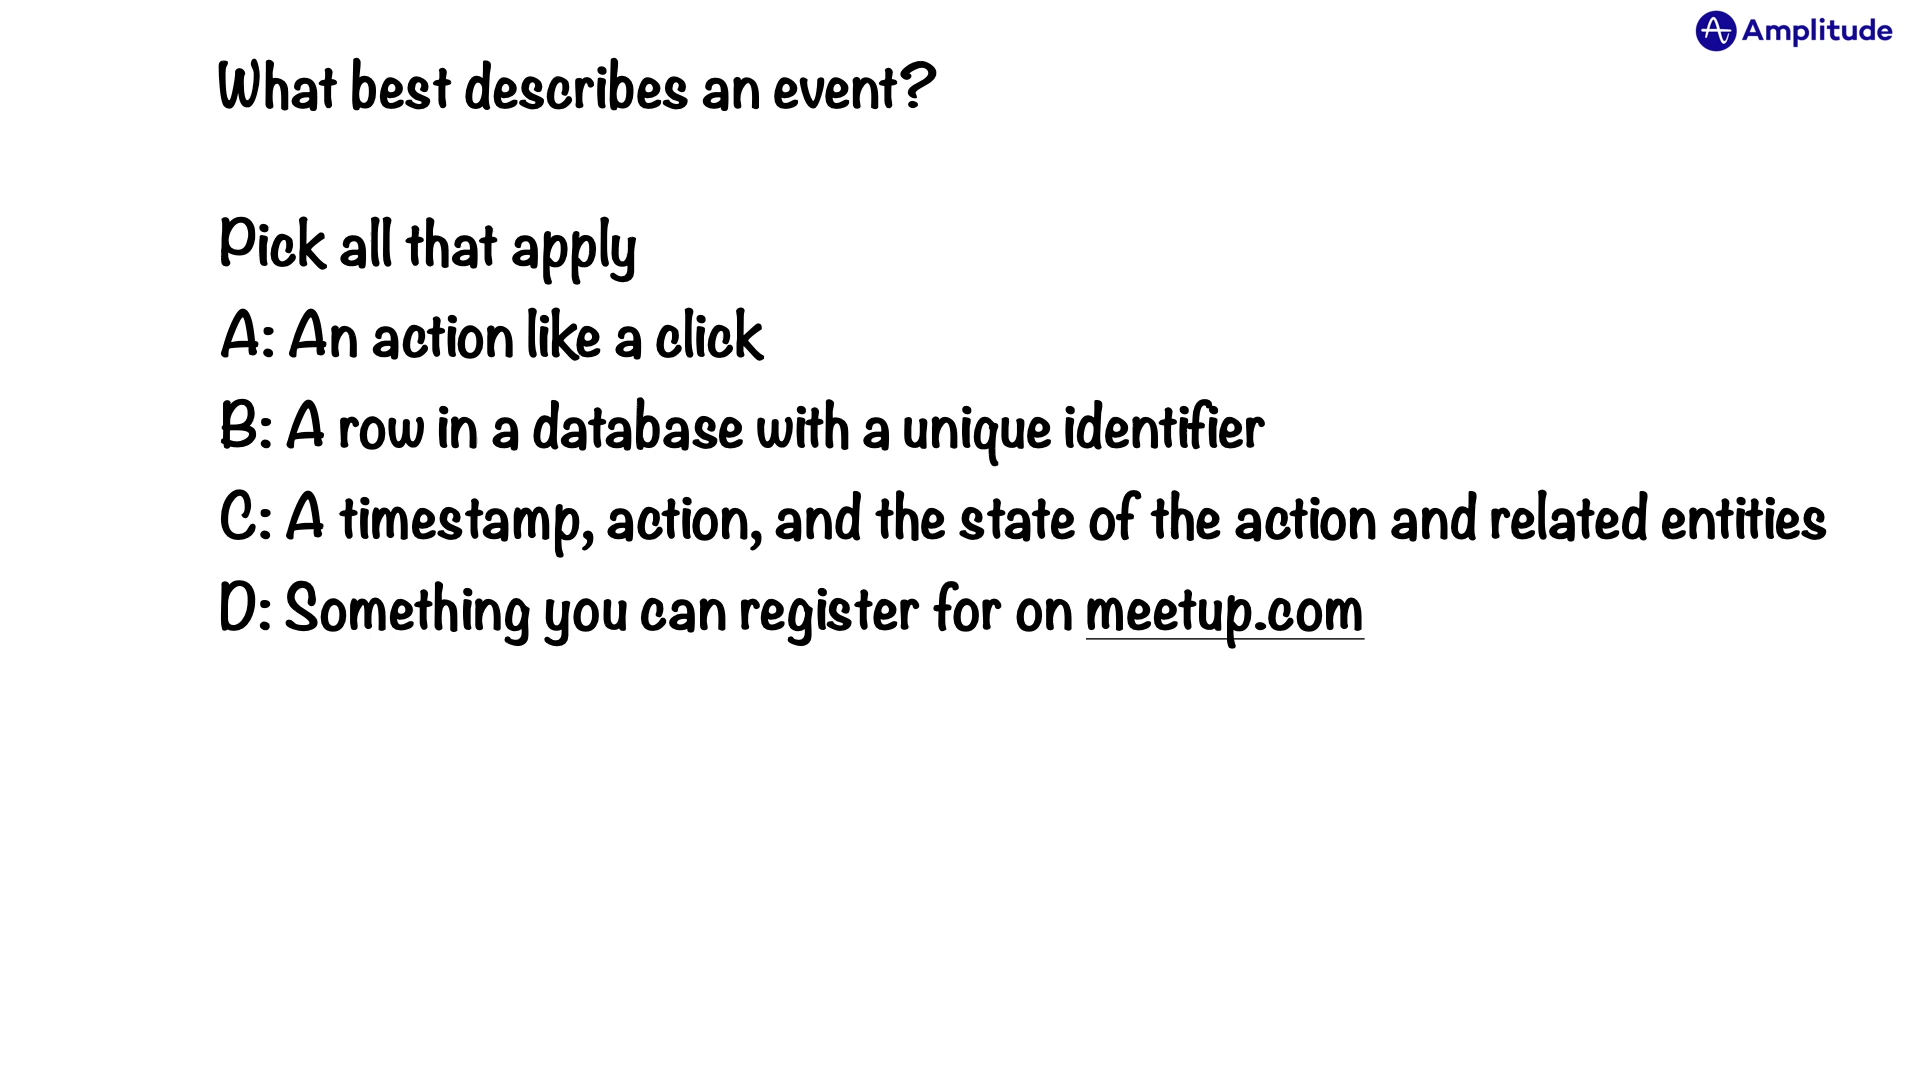 Amplitude
What best describes an event?
Pick all that apply
A: An action like a click
B: A row in a database with a unique identifier
C: A timestamp, action, and the state of the action and related entities
D: Something you can register for on meetup.com